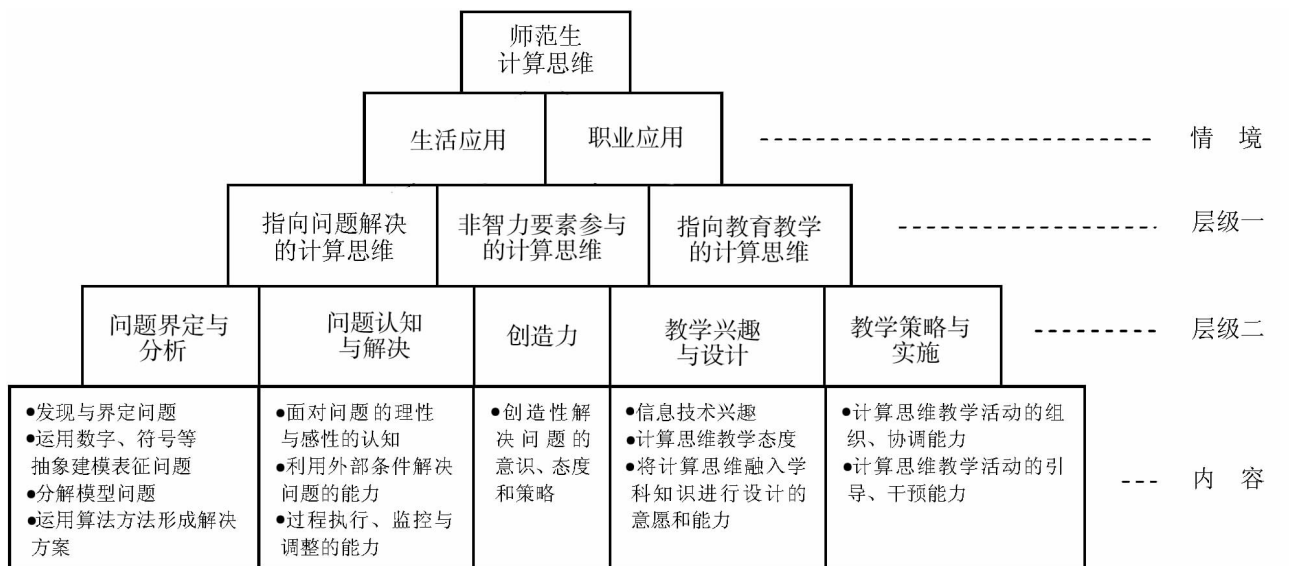 师范生
计算思维
生活应用
职业应用
情 境
指向问题解决
的计算思维
非智力要素参与
的计算思维
指向教育教学
的计算思维
层级一
问题界定与
分析
问题认知
与解决
创造力
教学兴趣
与设计
教学策略与
实施
层级二
●发现与界定问题
●运用数字、符号等
抽象建模表征问题
●分解模型问题
●运用算法方法形成解决
方案
●面对问题的理性
与感性的认知
●利用外部条件解决
问题的能力
●过程执行、监控与
调整的能力
●创造性解
决问题的
意识、态度
和策略
●信息技术兴趣
●计算思维教学态度
●将计算思维融入学
科知识进行设计的
意愿和能力
●计算思维教学活动的组
织、协调能力
●计算思维教学活动的引
导、干预能力
内 容